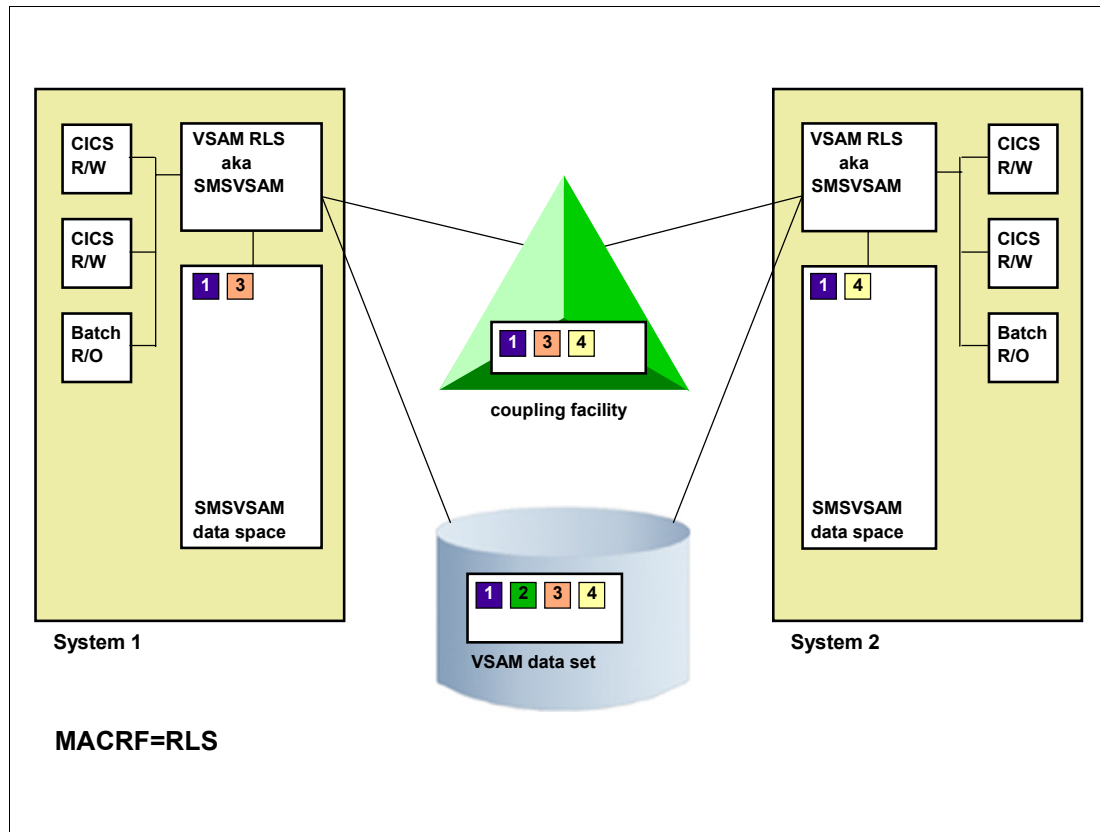 CICS
R/W
CICS
R/W
Batch
R/O
VSAM RLS
aka
SMSVSAM
1 3
SMSVSAM
data space
System 1
1 3 4
coupling facility
1 2 3 4
VSAM data set
VSAM RLS
aka
SMSVSAM
1 4
SMSVSAM
data space
CICS
R/W
CICS
R/W
Batch
R/O
System 2
MACRF=RLS